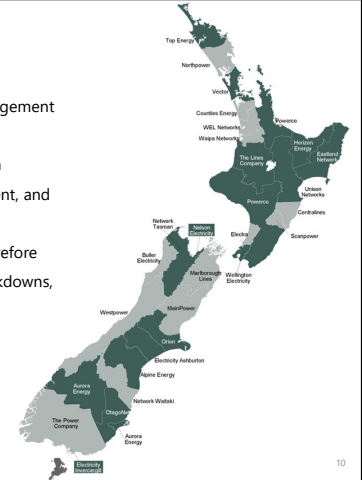 gement
n
nt, and
efore
kdowns,
Top Energy
Northpower
Vector
Counties Energy
WEL Networks
Waipa Networks
Powerco
The Lines
Company
Horizon
Energy
Eastland
Network
Unison
Networks
Powerco
Centralines
Scanpower
Electra
Wellington
Electricity
Network
Tasman
Nelson
Electricity
Marlborough
Lines
Buller
Electricity
MainPower
Westpower
Orion
Electricity Ashburton
Alpine Energy
Network Waitaki
Aurora
Energy
OtagoNet
The Power
Company
Aurora
Energy
Electricity
Invercargill
10